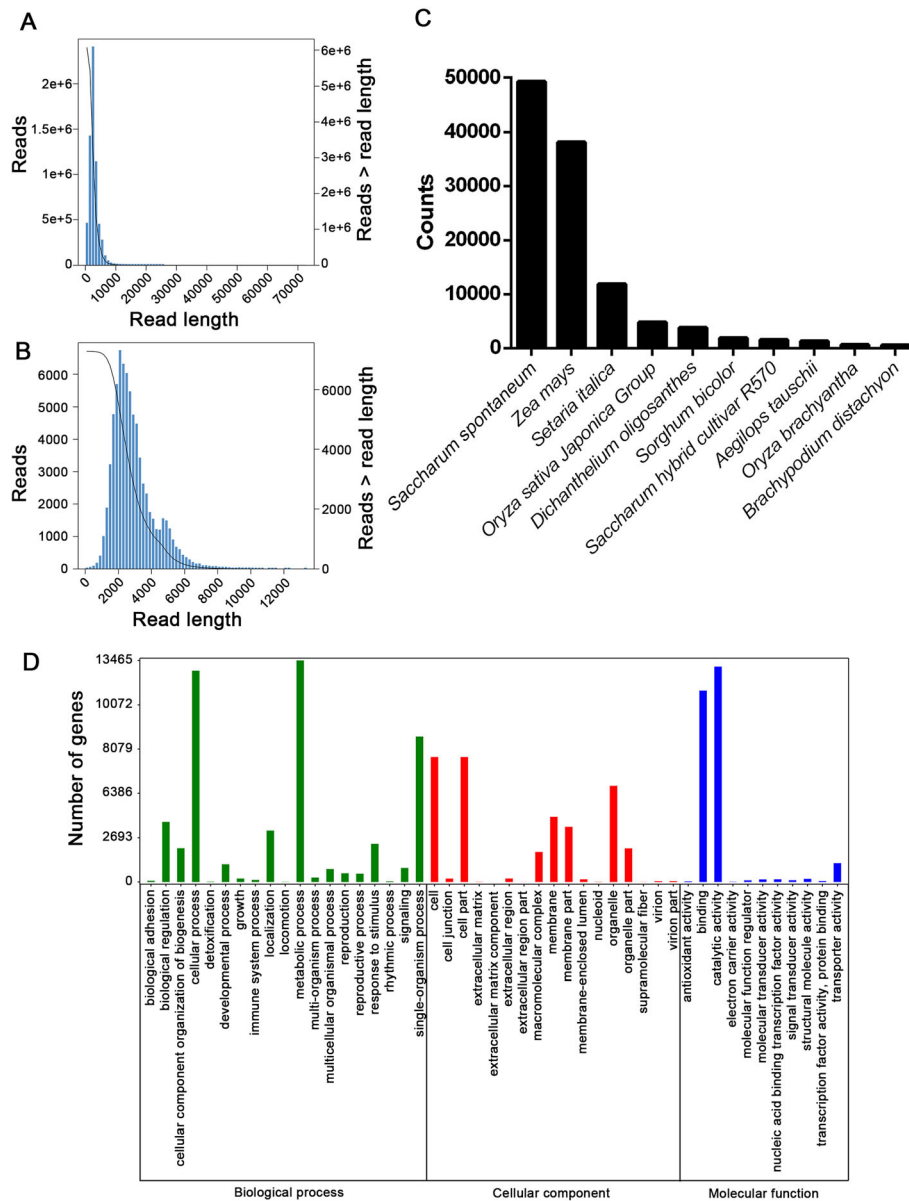 A
Reads
2e+6
1.5e+6
1e+6
5e+5
0
6e+6
5e+6
4e+6
3e+6
2e+6
1e+6
0
Reads > read length
0
10000
20000
30000
40000
50000
60000
70000
Read length
B
Reads
6000
5000
4000
3000
2000
1000
0
6000
4000
2000
0
Reads > read length
0
2000
4000
6000
8000
10000
12000
Read length
C
Counts
50000
40000
30000
20000
10000
0
Saccharum spontaneum
Zea mays
Setaria italica
Oryza sativa Japonica Group
Dichanthelium oligosanthes
Sorghum bicolor
Saccharum hybrid cultivar R570
Aegilops tauschii
Oryza brachyantha
Brachypodium distachyon
D
Number of genes
13465
10072
8079
6386
2693
0
biological adhesion
biological regulation
cellular component organization of biogenesis
cellular process
detoxification
developmental process
growth
immune system process
localization
locomotion
metabolic process
multi-organism process
multicellular organismal process
reproduction
reproductive process
response to stimulus
rhythmic process
signaling
single-organism process
cell
cell junction
cell part
extracellular matrix
extracellular matrix component
extracellular region
extracellular region part
macromolecular complex
membrane
membrane part
membrane-enclosed lumen
nucleoid
organelle
organelle part
supramolecular fiber
virion
virion part
antioxidant activity
binding
catalytic activity
electron carrier activity
molecular function regulator
molecular transducer activity
nucleic acid binding transcription factor activity
signal transducer activity
structural molecule activity
transcription factor activity, protein binding
transporter activity
Biological process
Cellular component
Molecular function